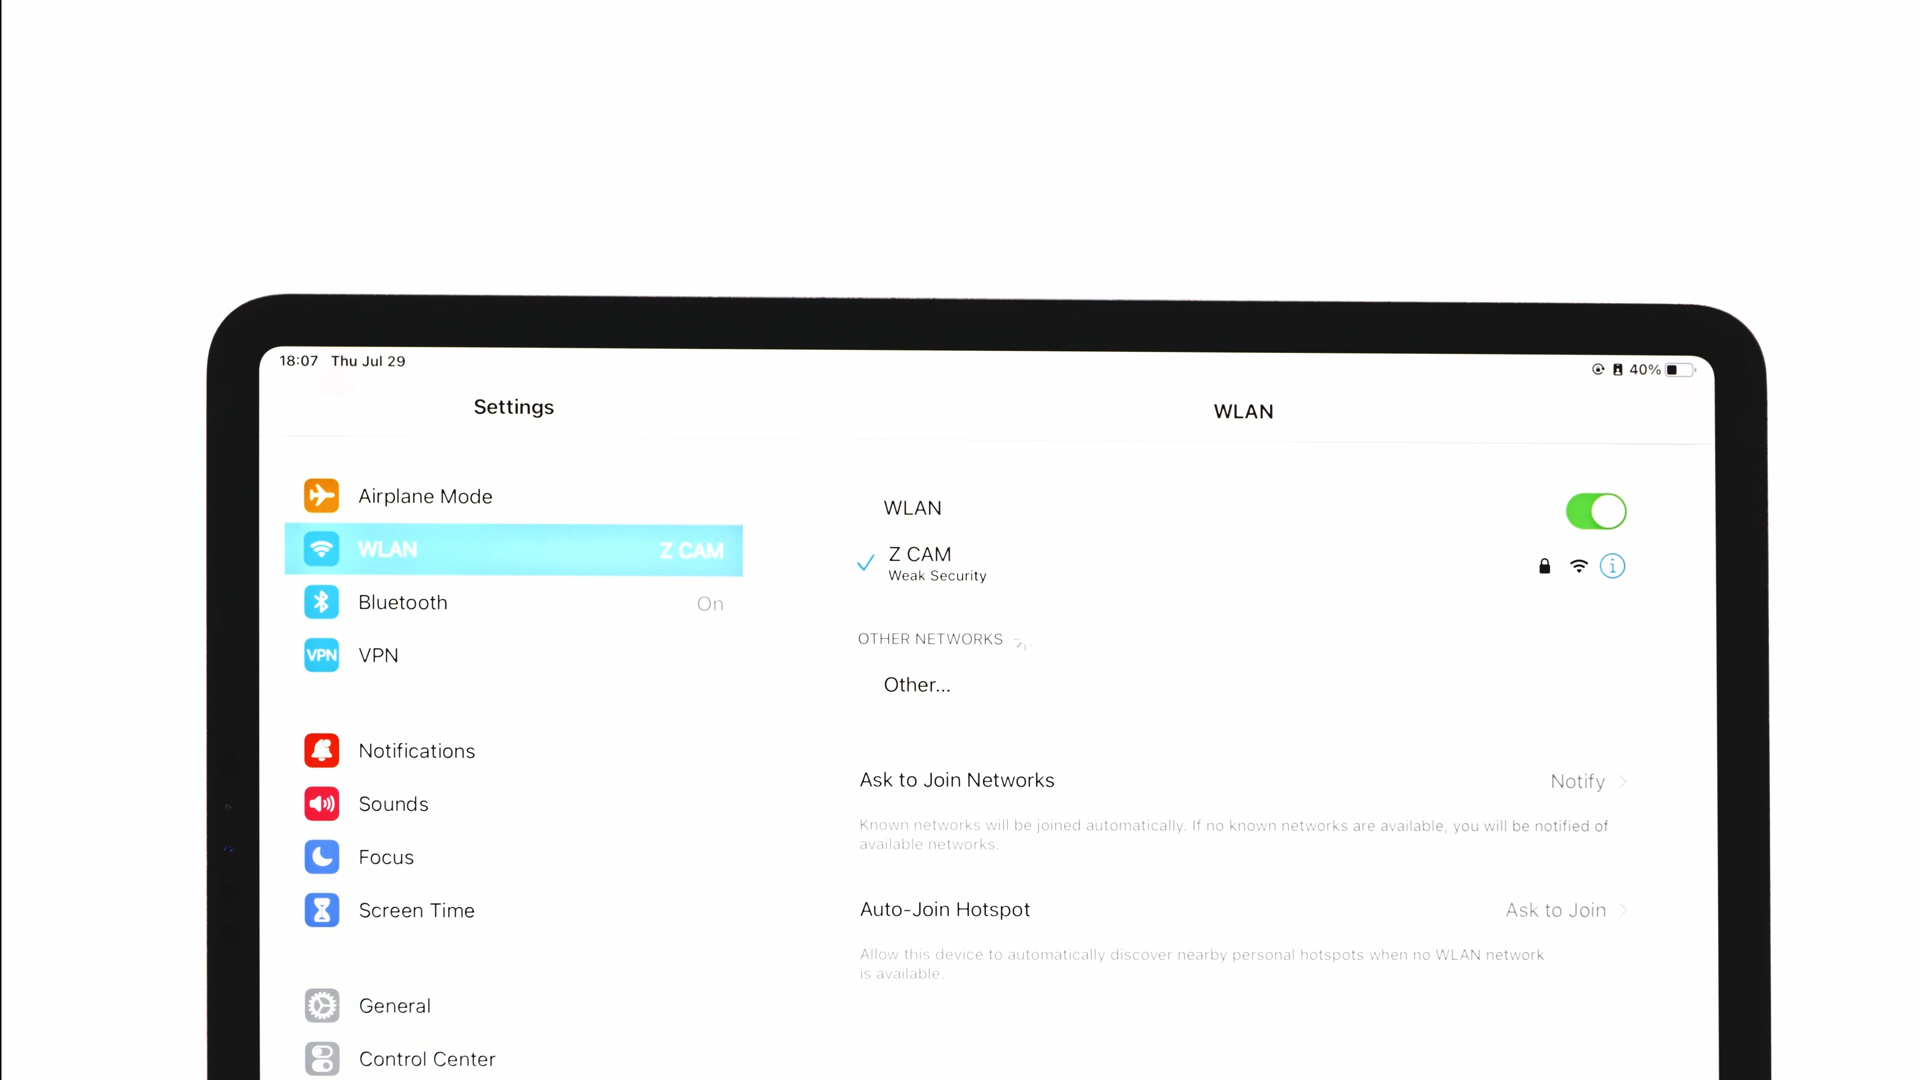 18:07 Thu Jul 29
40%
Settings
WLAN
Airplane Mode
WLAN Z CAM
Bluetooth On
VPN VPN
Notifications
Sounds
Focus
Screen Time
General
Control Center
WLAN
Z CAM
Weak Security
OTHER NETWORKS
Other...
Ask to Join Networks Notify
Known networks will be joined automatically. If no known networks are available, you will be notified of
available networks.
Auto-Join Hotspot Ask to Join
Allow this device to automatically discover nearby personal hotspots when no WLAN network
is available.